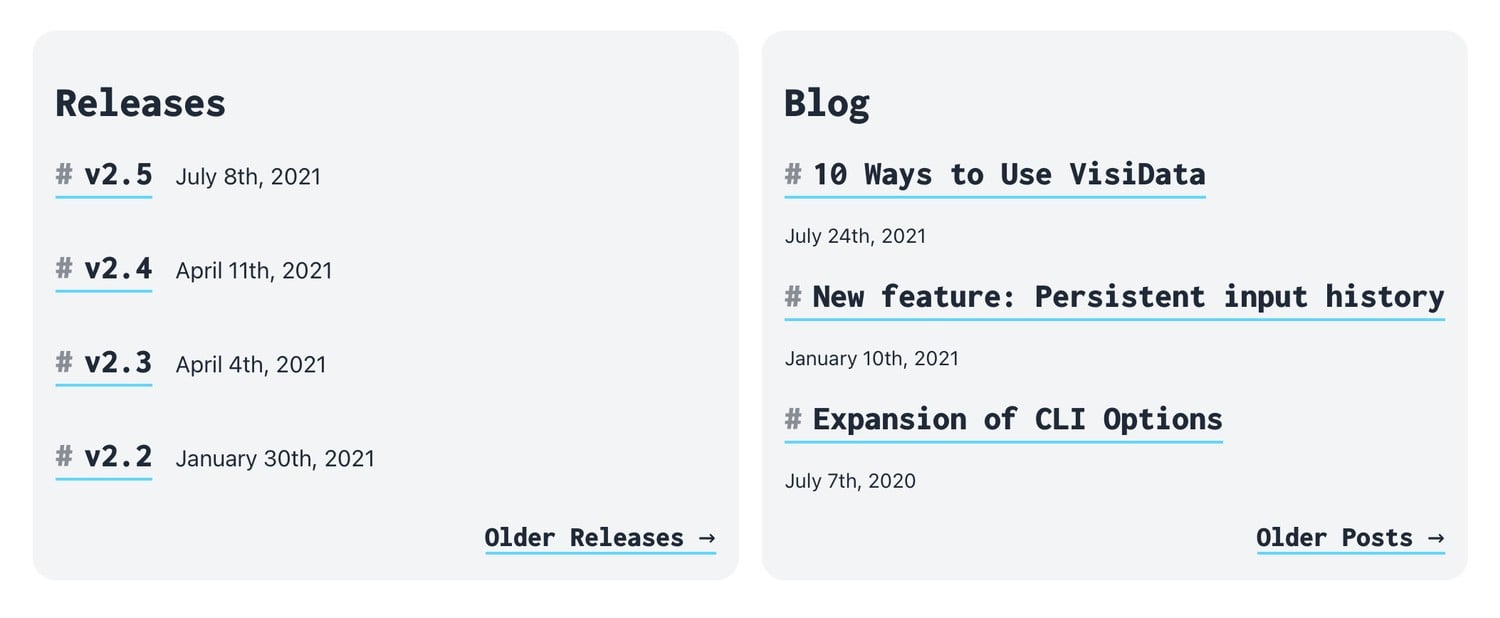 Releases
# v2.5 July 8th, 2021
# v2.4 April 11th, 2021
# v2.3 April 4th, 2021
# v2.2 January 30th, 2021
Older Releases →
Blog
# 10 Ways to Use VisiData
July 24th, 2021
# New feature: Persistent input history
January 10th, 2021
# Expansion of CLI Options
July 7th, 2020
Older Posts →